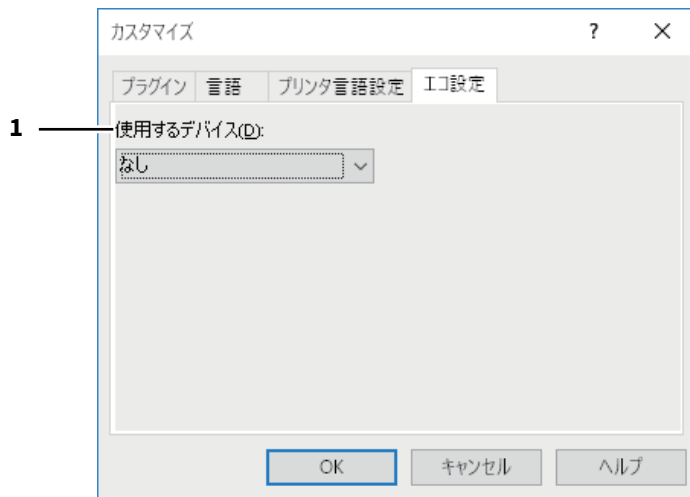 カスタマイズ ? ×
プラグイン 言語 プリンタ言語設定 エコ設定
1 使用するデバイス(D):
なし
OK キャンセル ヘルプ